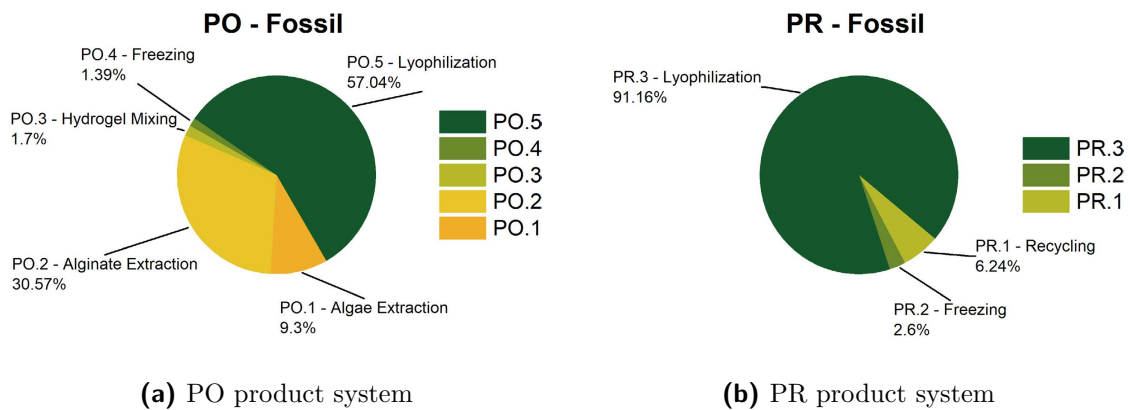 PO - Fossil
PO.4 - Freezing
1.39%
PO.5 - Lyophilization
57.04%
PO.3 - Hydrogel Mixing
1.7%
PO.2 - Alginate Extraction
30.57%
PO.1 - Algae Extraction
9.3%
PO.5
PO.4
PO.3
PO.2
PO.1
(a) PO product system
PR - Fossil
PR.3 - Lyophilization
91.16%
PR.1 - Recycling
6.24%
PR.2 - Freezing
2.6%
PR.3
PR.2
PR.1
(b) PR product system